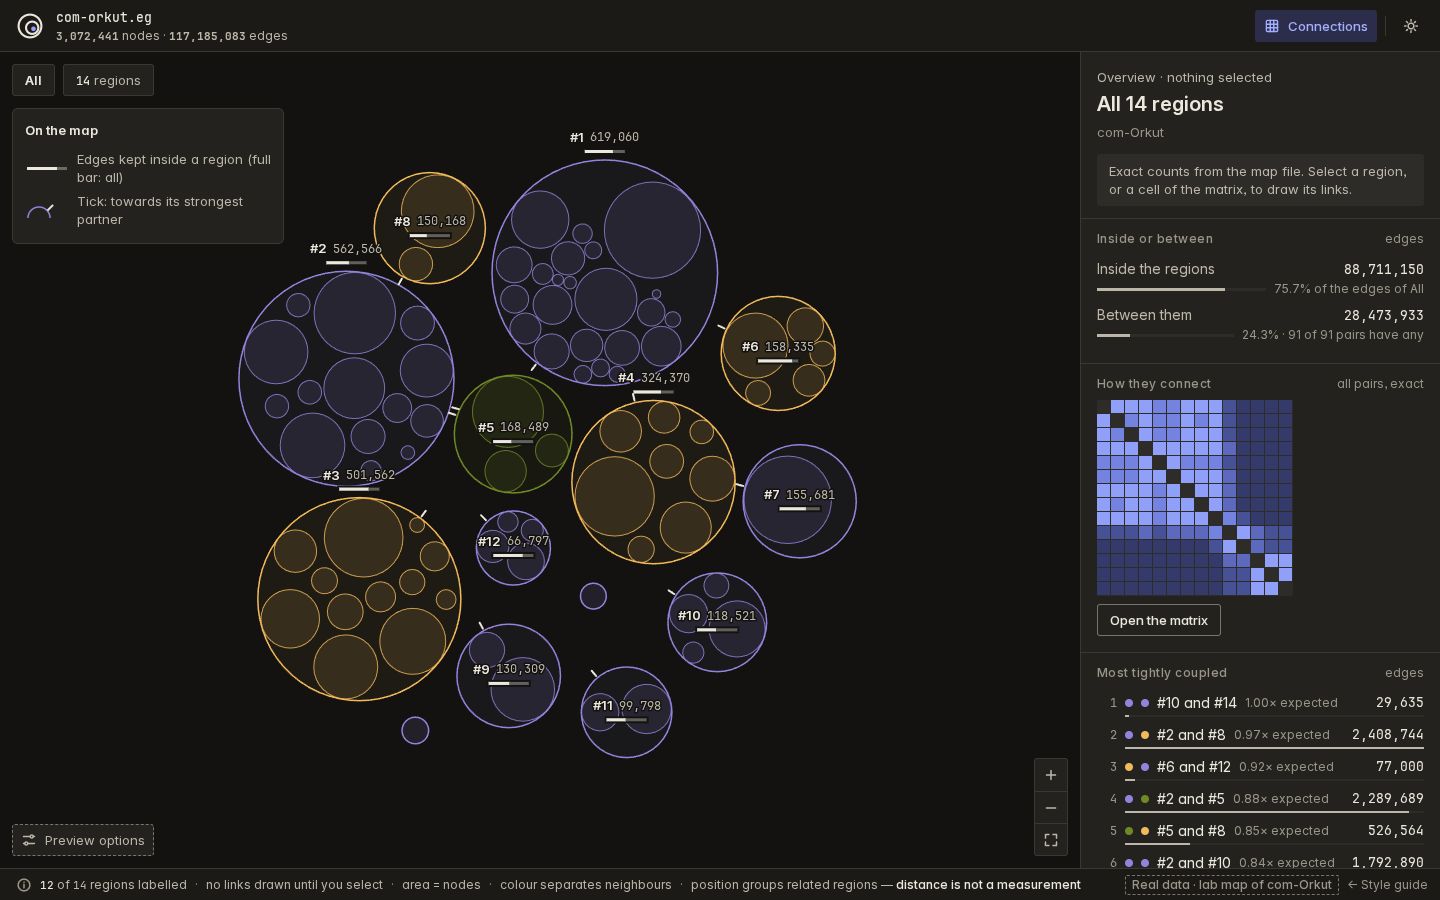 com-orkut.eg
3,072,441 nodes · 117,185,083 edges
Connections
All
14 regions
On the map
Edges kept inside a region (full
bar: all)
Tick: towards its strongest
partner
#1 619,060
#8 150,168
#2 562,566
#6 158,335
#4 324,370
#5 168,489
#3 501,562
#7 155,681
#12 66,797
#10 118,521
#9 130,309
#11 99,798
Preview options
Overview · nothing selected
All 14 regions
com-Orkut
Exact counts from the map file. Select a region,
or a cell of the matrix, to draw its links.
Inside or between edges
Inside the regions 88,711,150
75.7% of the edges of All
Between them 28,473,933
24.3% · 91 of 91 pairs have any
How they connect all pairs, exact
Open the matrix
Most tightly coupled edges
1 #10 and #14 1.00× expected 29,635
2 #2 and #8 0.97× expected 2,408,744
3 #6 and #12 0.92× expected 77,000
4 #2 and #5 0.88× expected 2,289,689
5 #5 and #8 0.85× expected 526,564
6 #2 and #10 0.84× expected 1,792,890
12 of 14 regions labelled · no links drawn until you select · area = nodes · colour separates neighbours · position groups related regions — distance is not a measurement
Real data · lab map of com-Orkut
← Style guide